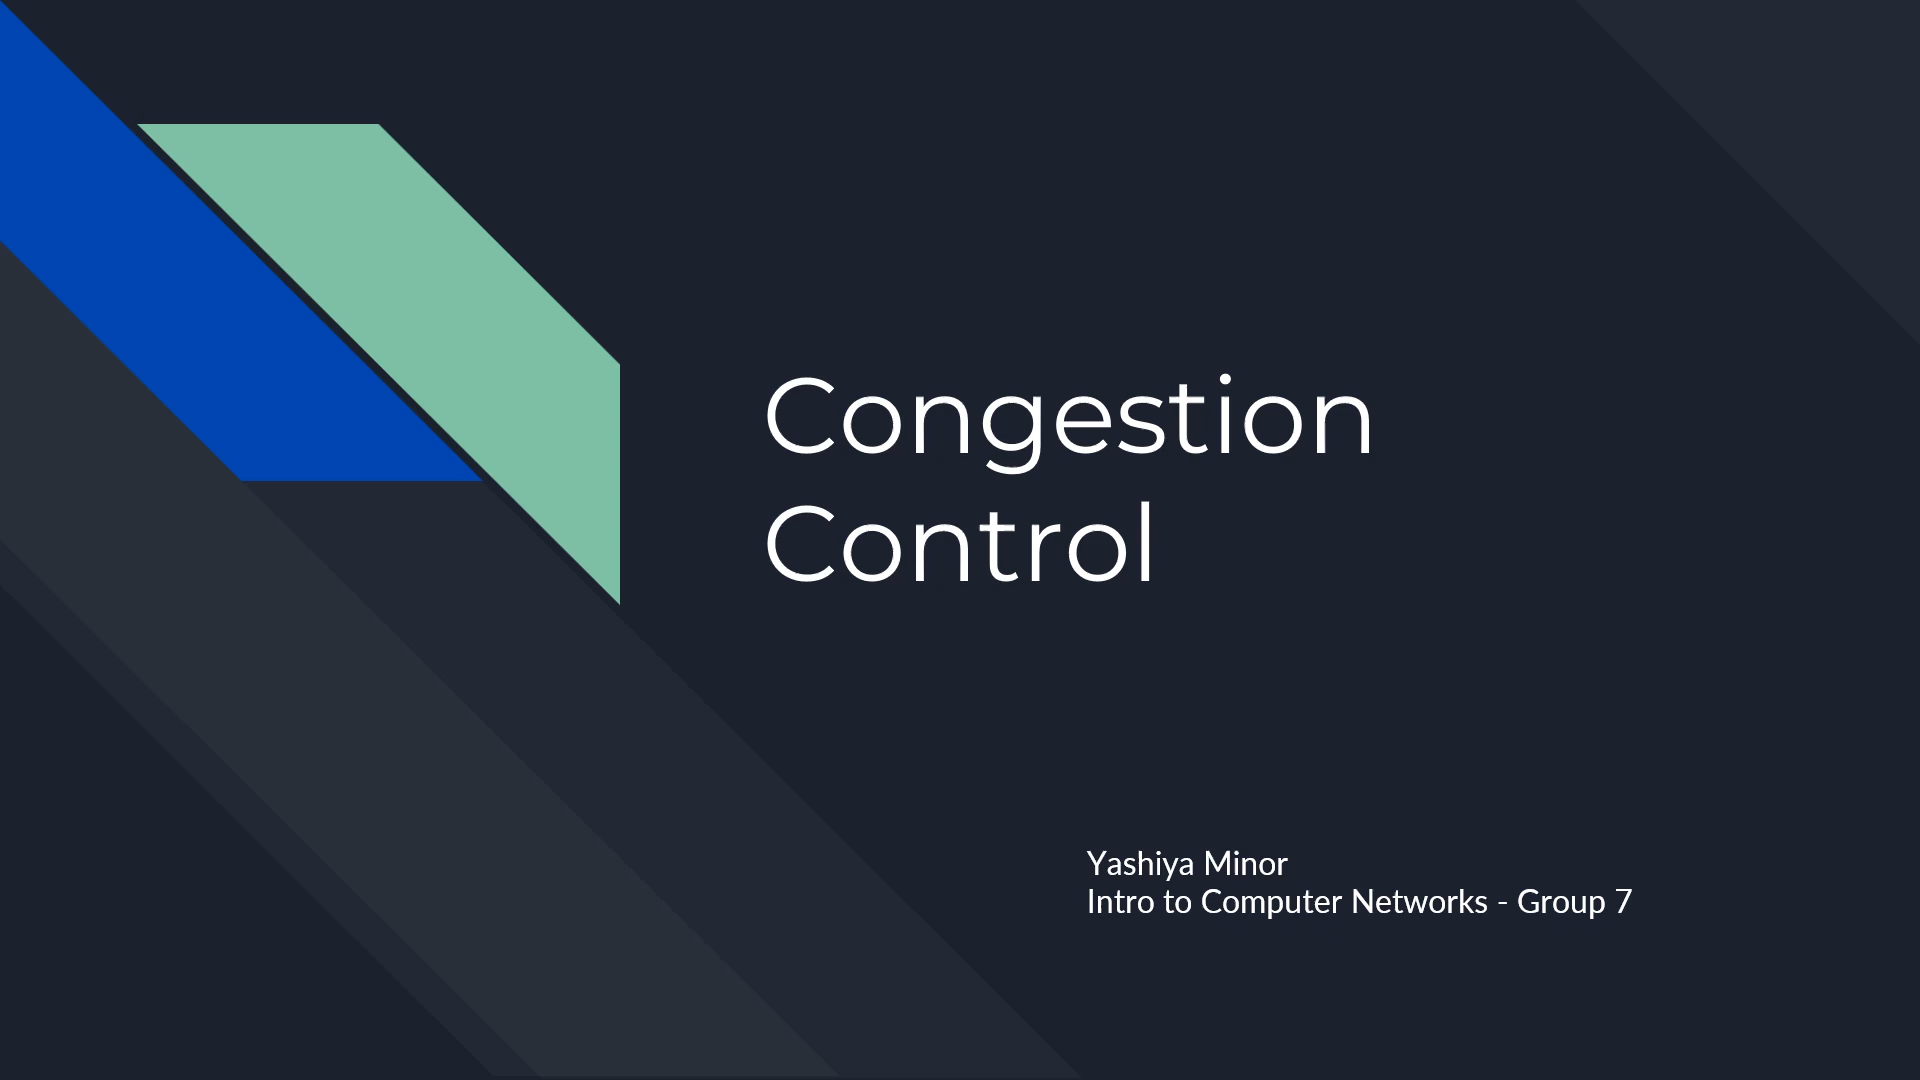 Congestion
Control
Yashiya Minor
Intro to Computer Networks - Group 7